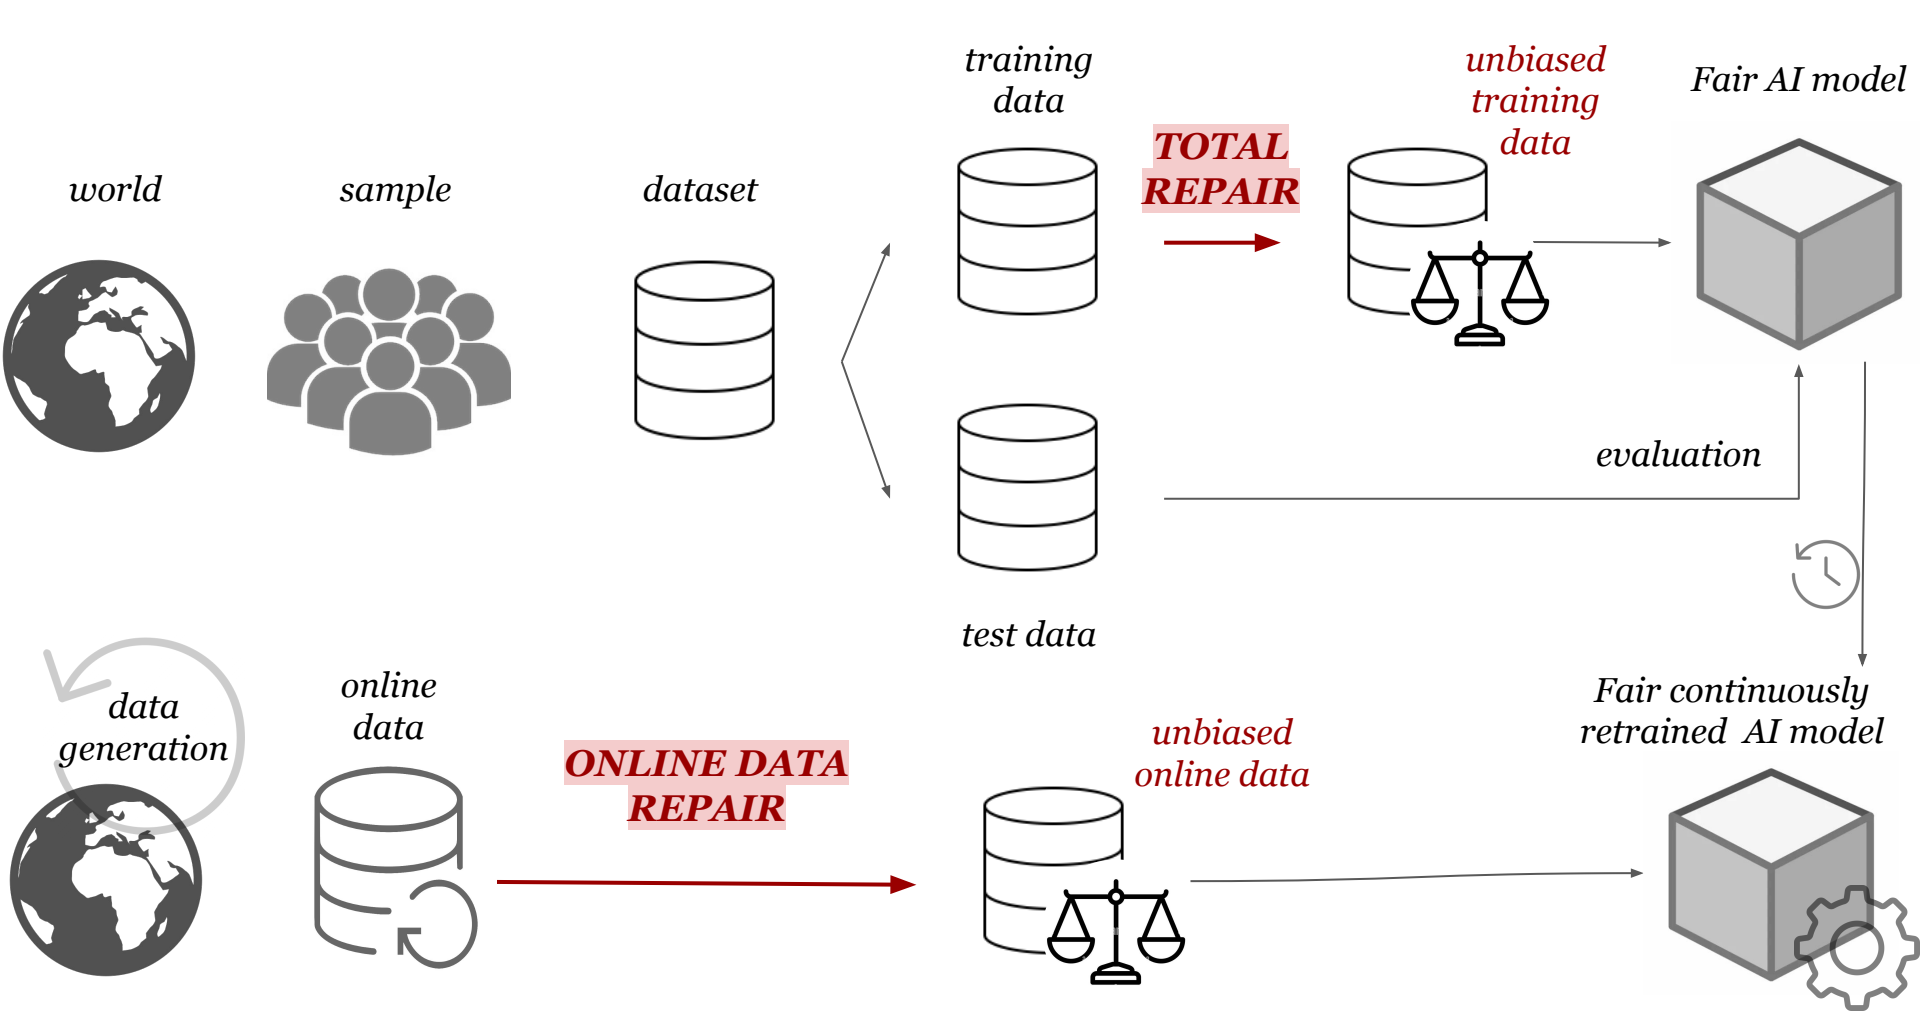 training
data
unbiased
training
data
Fair AI model
TOTAL
REPAIR
world
sample
dataset
evaluation
test data
data
generation
online
data
ONLINE DATA
REPAIR
unbiased
online data
Fair continuously
retrained AI model